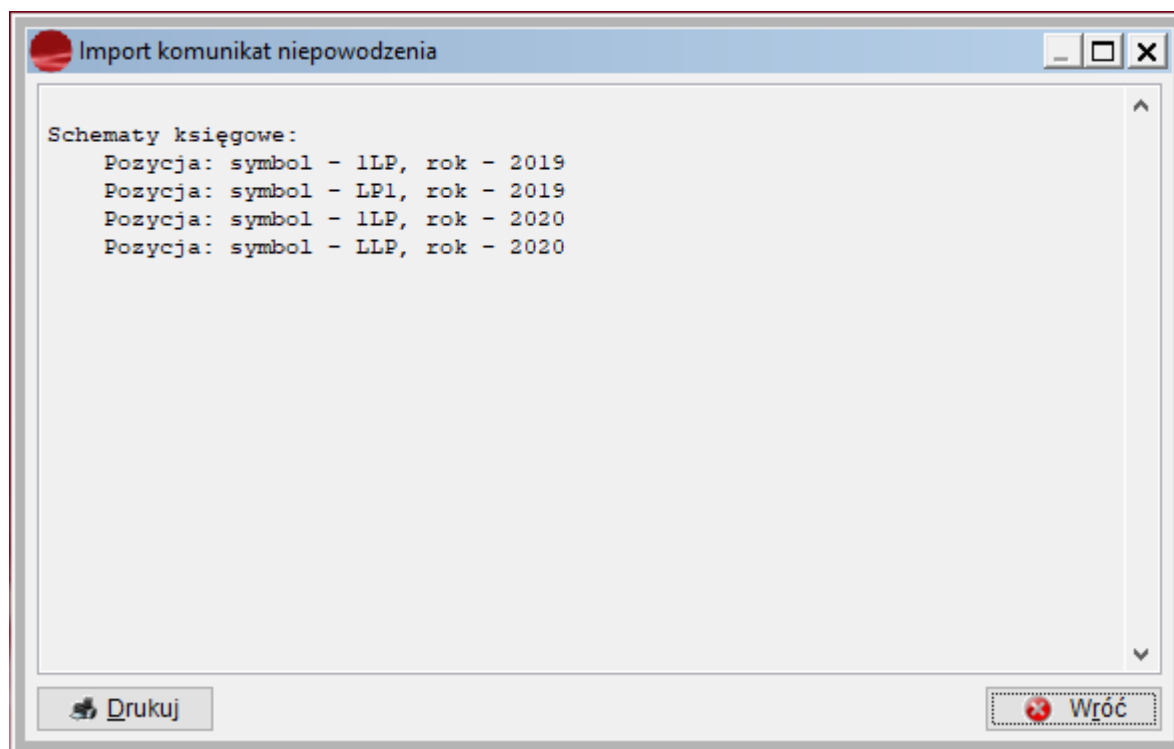 Import komunikat niepowodzenia
Schematy księgowe:
Pozycja: symbol - 1LP, rok - 2019
Pozycja: symbol - LP1, rok - 2019
Pozycja: symbol - 1LP, rok - 2020
Pozycja: symbol - LLP, rok - 2020
Drukuj
Wróć